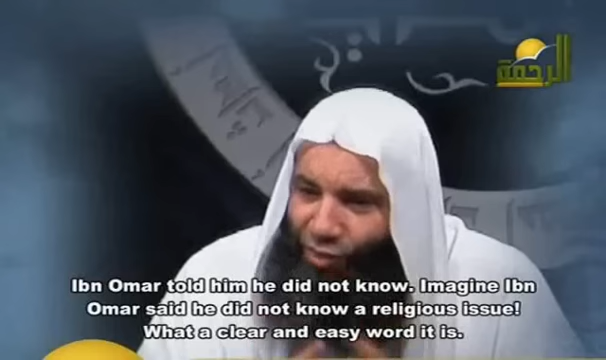 الرحمة
Ibn Omar told him he did not know. Imagine Ibn
Omar said he did not know a religious issue!
What a clear and easy word it is.